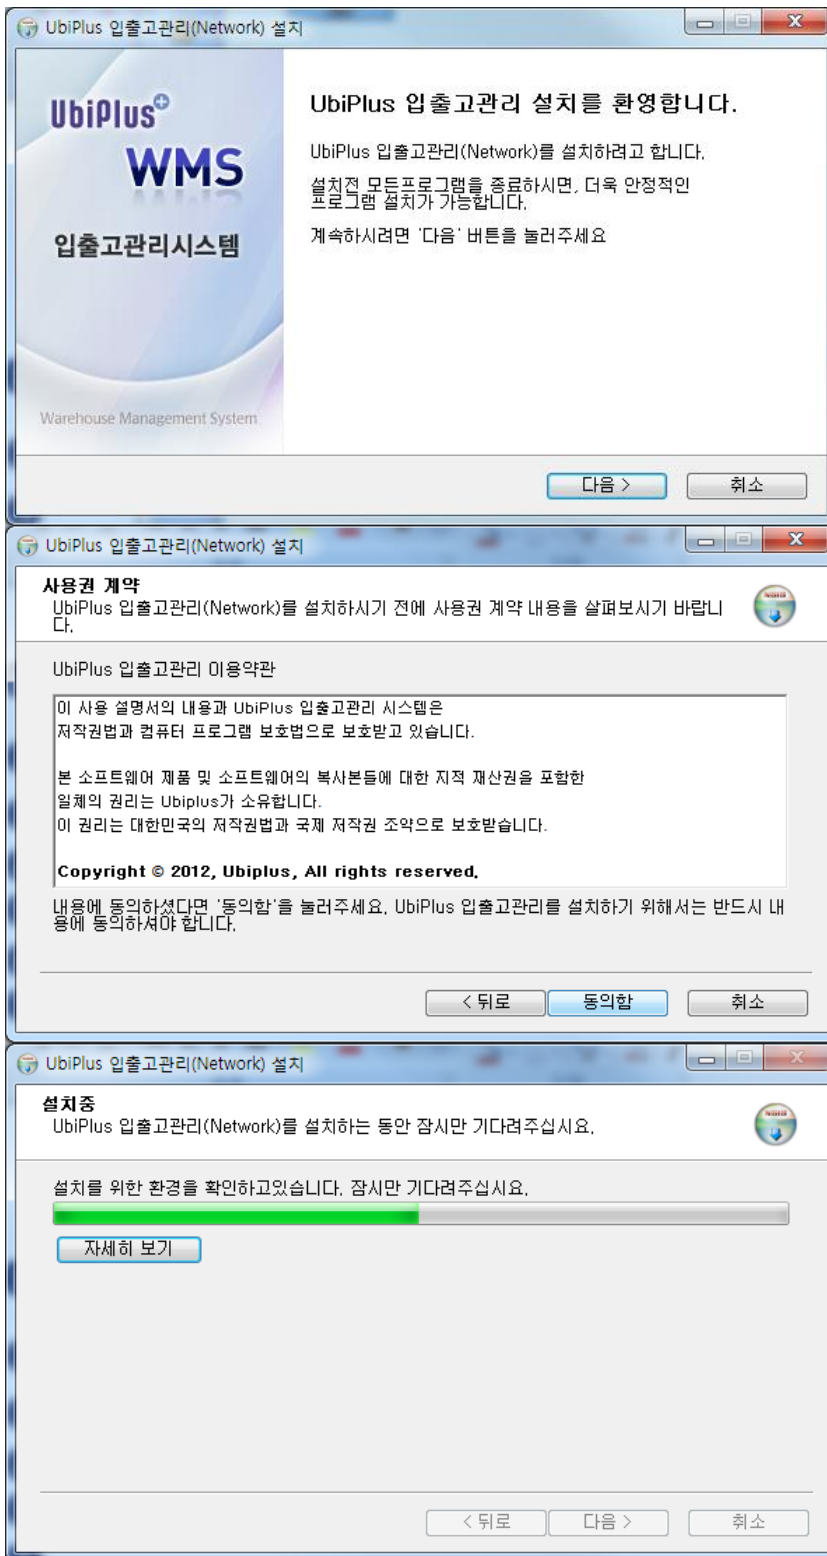 UbiPlus 입출고관리(Network) 설치
UbiPlus
WMS
입출고관리시스템
Warehouse Management System
UbiPlus 입출고관리 설치를 환영합니다.
UbiPlus 입출고관리(Network)를 설치하려고 합니다.
설치전 모든프로그램을 종료하시면, 더욱 안정적인
프로그램 설치가 가능합니다.
계속하시려면 '다음' 버튼을 눌러주세요
다음 >
취소
UbiPlus 입출고관리(Network) 설치
사용권 계약
UbiPlus 입출고관리(Network)를 설치하시기 전에 사용권 계약 내용을 살펴보시기 바랍니
다.
UbiPlus 입출고관리 이용약관
이 사용 설명서의 내용과 UbiPlus 입출고관리 시스템은
저작권법과 컴퓨터 프로그램 보호법으로 보호받고 있습니다.
본 소프트웨어 제품 및 소프트웨어의 복사본들에 대한 지적 재산권을 포함한
일체의 권리는 Ubiplus가 소유합니다.
이 권리는 대한민국의 저작권법과 국제 저작권 조약으로 보호받습니다.
Copyright © 2012, Ubiplus, All rights reserved.
내용에 동의하셨다면 '동의함'을 눌러주세요. UbiPlus 입출고관리를 설치하기 위해서는 반드시 내
용에 동의하셔야 합니다.
< 뒤로
동의함
취소
UbiPlus 입출고관리(Network) 설치
설치중
UbiPlus 입출고관리(Network)를 설치하는 동안 잠시만 기다려주십시요.
설치를 위한 환경을 확인하고있습니다. 잠시만 기다려주십시요.
자세히 보기
< 뒤로
다음 >
취소